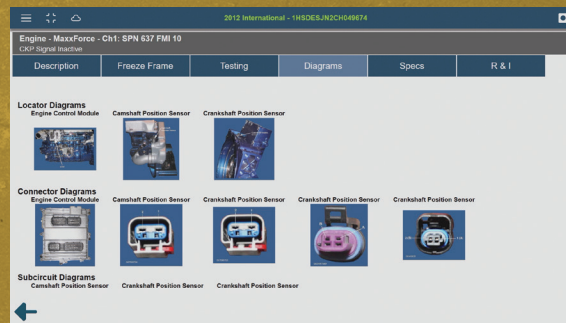 2012 International - 1HSDESJN2CH049674
Engine - MaxxForce - Ch1: SPN 637 FMI 10
CKP Signal Inactive
Description Freeze Frame Testing Diagrams Specs R & I
Locator Diagrams
Engine Control Module Camshaft Position Sensor Crankshaft Position Sensor
Connector Diagrams
Engine Control Module Camshaft Position Sensor Crankshaft Position Sensor Crankshaft Position Sensor Crankshaft Position Sensor
Subcircuit Diagrams
Camshaft Position Sensor Crankshaft Position Sensor Crankshaft Position Sensor